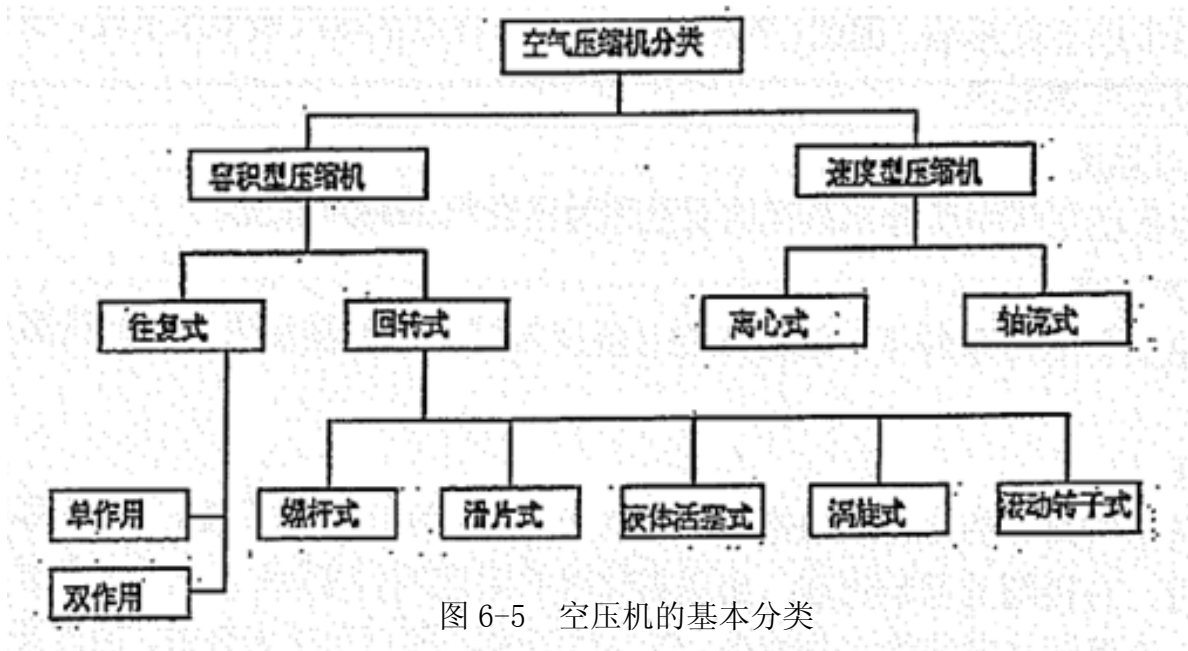 空气压缩机分类
容积型压缩机
速度型压缩机
往复式
回转式
离心式
轴流式
单作用
螺杆式
滑片式
液体活塞式
涡旋式
滚动转子式
双作用
图 6-5 空压机的基本分类